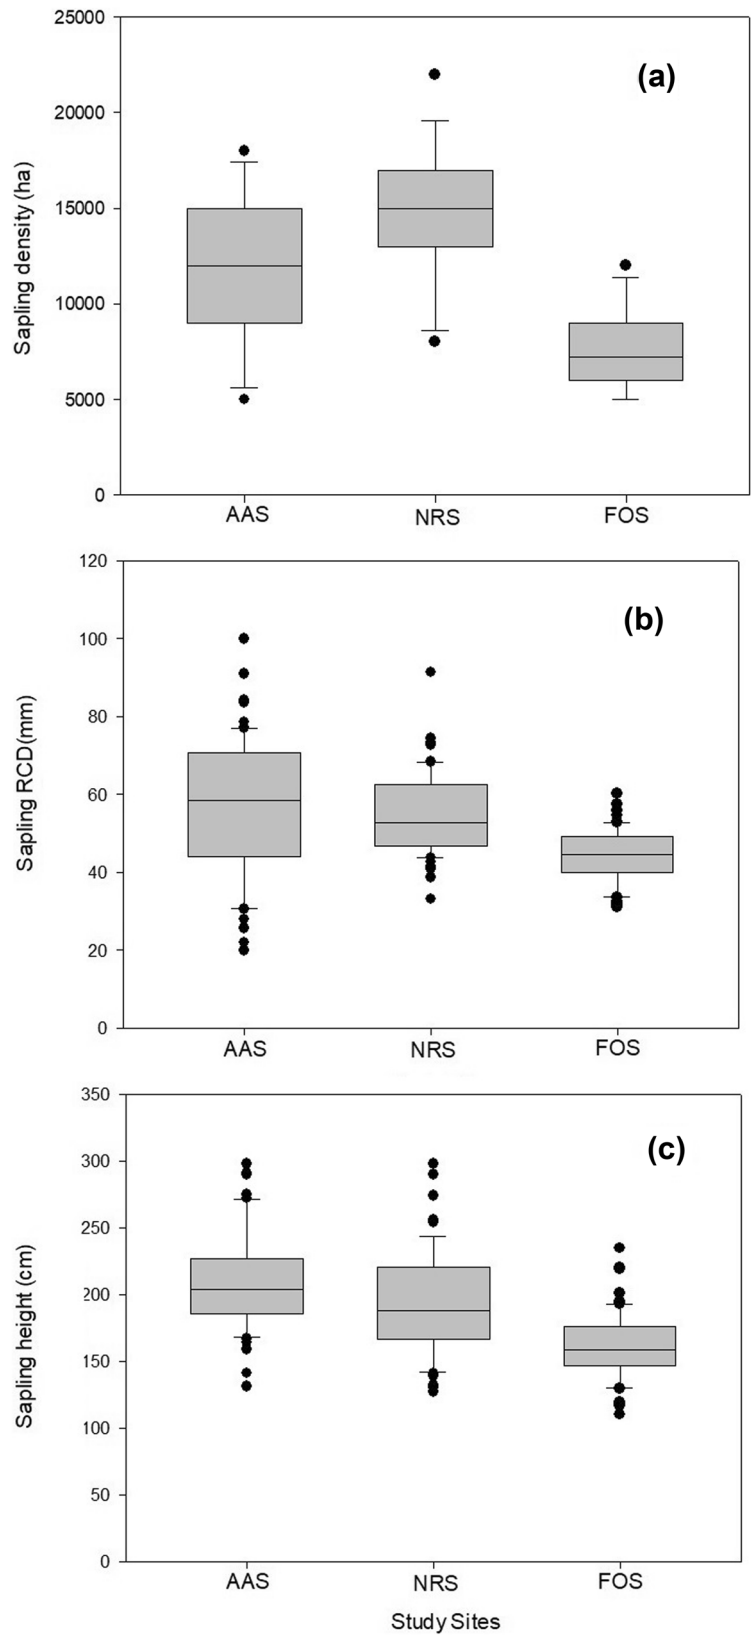 25000
(a)
20000
15000
10000
5000
0
Sapling density (ha)
AAS NRS FOS
120
(b)
100
80
60
40
20
0
Sapling RCD(mm)
AAS NRS FOS
350
(c)
300
250
200
150
100
50
0
Sapling height (cm)
AAS NRS FOS
Study Sites